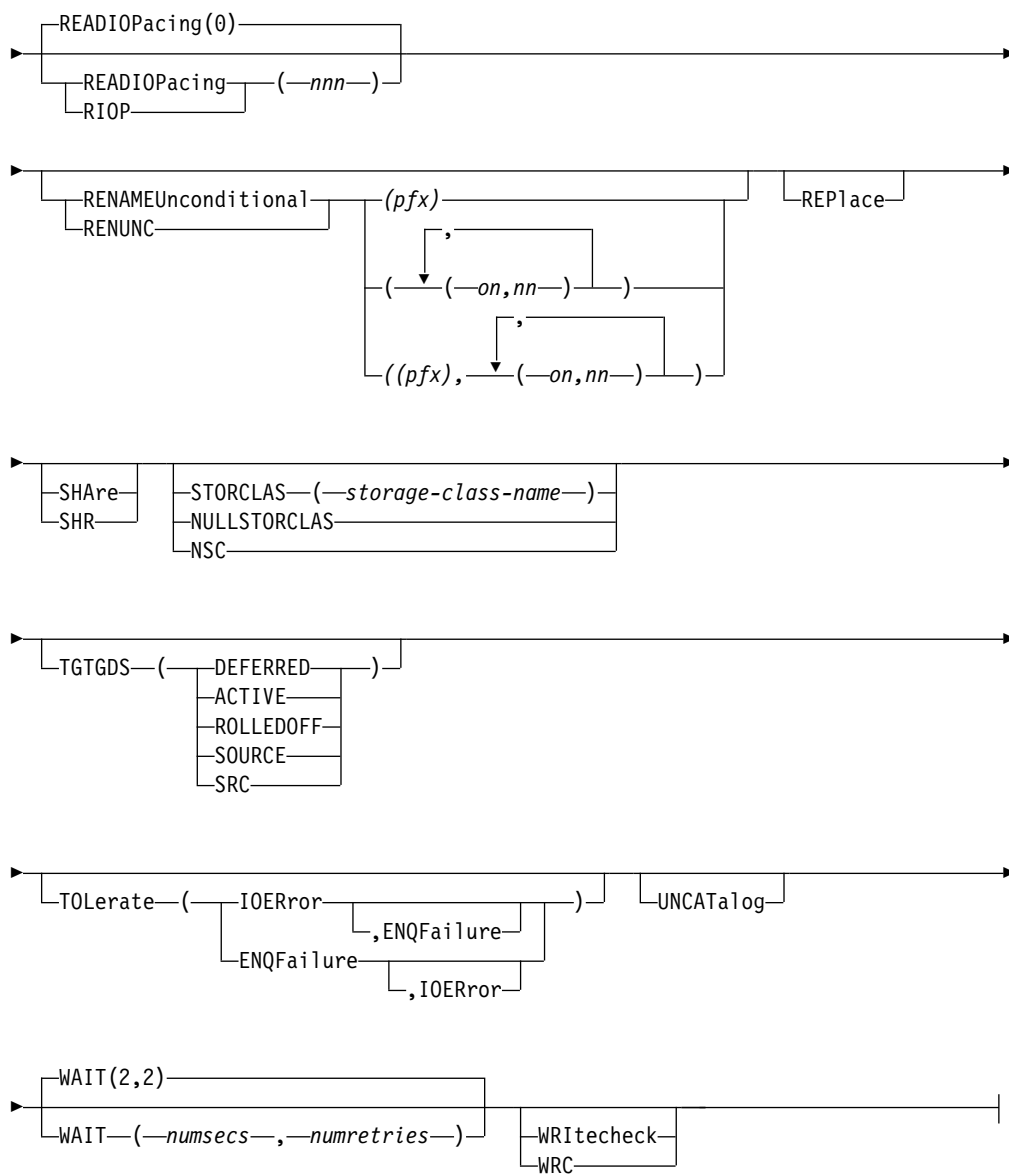 READIOPacing(0)
READIOPacing (nnn)
RIOP
RENAMEUnconditional (pfx) REPlace
RENUNC
,
( (on,nn) )
,
((pfx), (on,nn) )
SHAre STORCLAS (storage-class-name)
SHR NULLSTORCLAS
NSC
TGTGDS ( DEFERRED )
ACTIVE
ROLLEDOFF
SOURCE
SRC
TOLerate ( IOERror ) UNCATalog
,ENQFailure
ENQFailure
,IOERror
WAIT(2,2)
WAIT (numsecs,numretries) WRItecheck
WRC